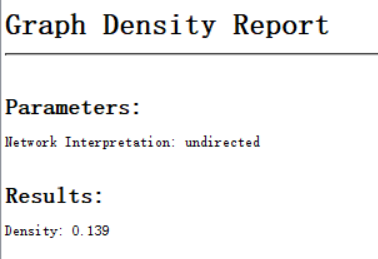 Graph Density Report
Parameters:
Network Interpretation: undirected
Results:
Density: 0.139